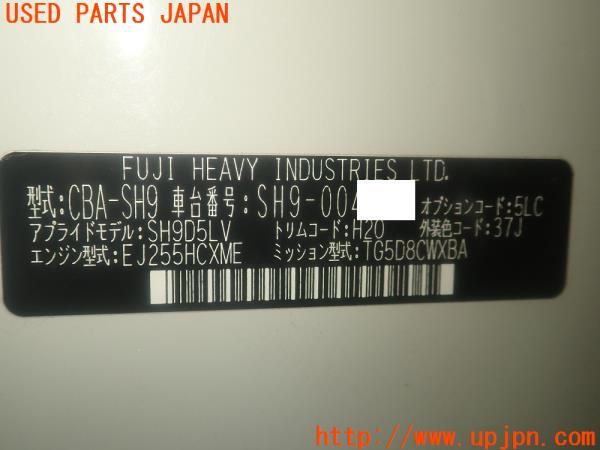 USED PARTS JAPAN
FUJI HEAVY INDUSTRIES LTD.
型式:CBA-SH9 車台番号:SH9-004 オプションコード:5LC
アプライドモデル:SH9D5LV トリムコード:H20 外装色コード:37J
エンジン型式:EJ255HCXME ミッション型式:TG5D8CWXBA
http://www.upjpn.com